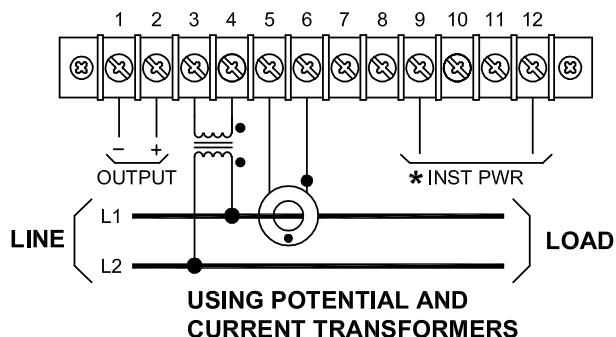 1 2 3 4 5 6 7 8 9 10 11 12
− +
OUTPUT
* INST PWR
L1
LINE
LOAD
L2
USING POTENTIAL AND
CURRENT TRANSFORMERS